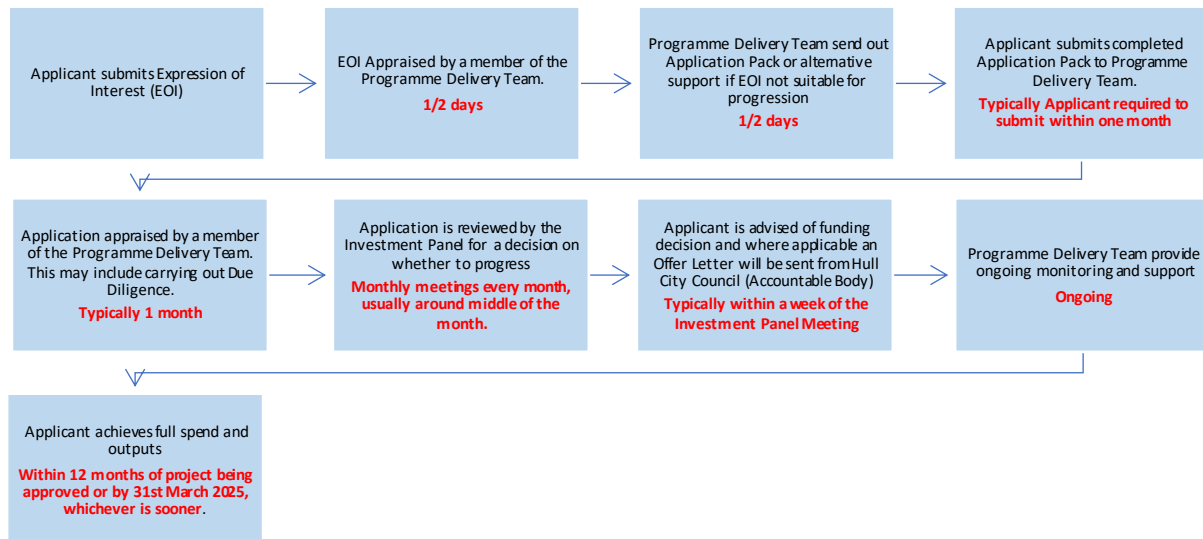 Applicant submits Expression of
Interest (EOI)
EOI Appraised by a member of the
Programme Delivery Team.
1/2 days
Programme Delivery Team send out
Application Pack or alternative
support if EOI not suitable for
progression
1/2 days
Applicant submits completed
Application Pack to Programme
Delivery Team.
Typically Applicant required to
submit within one month
Application appraised by a member
of the Programme Delivery Team.
This may include carrying out Due
Diligence.
Typically 1 month
Application is reviewed by the
Investment Panel for a decision on
whether to progress
Monthly meetings every month,
usually around middle of the
month.
Applicant is advised of funding
decision and where applicable an
Offer Letter will be sent from Hull
City Council (Accountable Body)
Typically within a week of the
Investment Panel Meeting
Programme Delivery Team provide
ongoing monitoring and support
Ongoing
Applicant achieves full spend and
outputs
Within 12 months of project being
approved or by 31st March 2025,
whichever is sooner.